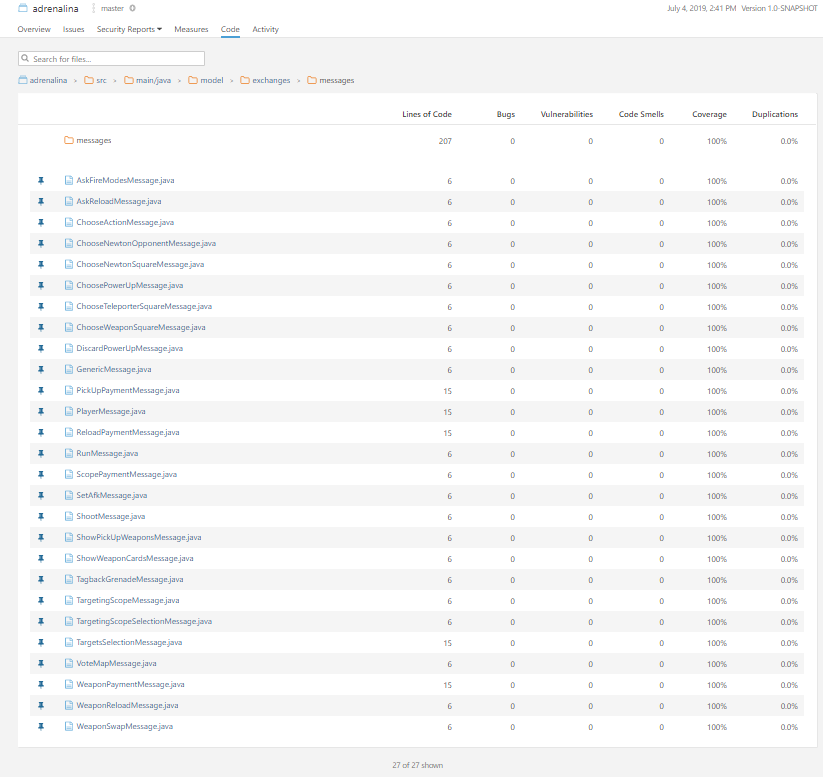 adrenalina master July 4, 2019, 2:41 PM Version 1.0-SNAPSHOT
Overview Issues Security Reports Measures Code Activity
Search for files...
adrenalina › src › main/java › model › exchanges › messages
Lines of Code Bugs Vulnerabilities Code Smells Coverage Duplications
messages 207 0 0 0 100% 0.0%
AskFireModesMessage.java 6 0 0 0 100% 0.0%
AskReloadMessage.java 6 0 0 0 100% 0.0%
ChooseActionMessage.java 6 0 0 0 100% 0.0%
ChooseNewtonOpponentMessage.java 6 0 0 0 100% 0.0%
ChooseNewtonSquareMessage.java 6 0 0 0 100% 0.0%
ChoosePowerUpMessage.java 6 0 0 0 100% 0.0%
ChooseTeleporterSquareMessage.java 6 0 0 0 100% 0.0%
ChooseWeaponSquareMessage.java 6 0 0 0 100% 0.0%
DiscardPowerUpMessage.java 6 0 0 0 100% 0.0%
GenericMessage.java 6 0 0 0 100% 0.0%
PickUpPaymentMessage.java 15 0 0 0 100% 0.0%
PlayerMessage.java 15 0 0 0 100% 0.0%
ReloadPaymentMessage.java 15 0 0 0 100% 0.0%
RunMessage.java 6 0 0 0 100% 0.0%
ScopePaymentMessage.java 6 0 0 0 100% 0.0%
SetAfkMessage.java 6 0 0 0 100% 0.0%
ShootMessage.java 6 0 0 0 100% 0.0%
ShowPickUpWeaponsMessage.java 6 0 0 0 100% 0.0%
ShowWeaponCardsMessage.java 6 0 0 0 100% 0.0%
TagbackGrenadeMessage.java 6 0 0 0 100% 0.0%
TargetingScopeMessage.java 6 0 0 0 100% 0.0%
TargetingScopeSelectionMessage.java 6 0 0 0 100% 0.0%
TargetsSelectionMessage.java 15 0 0 0 100% 0.0%
VoteMapMessage.java 6 0 0 0 100% 0.0%
WeaponPaymentMessage.java 15 0 0 0 100% 0.0%
WeaponReloadMessage.java 6 0 0 0 100% 0.0%
WeaponSwapMessage.java 6 0 0 0 100% 0.0%
27 of 27 shown